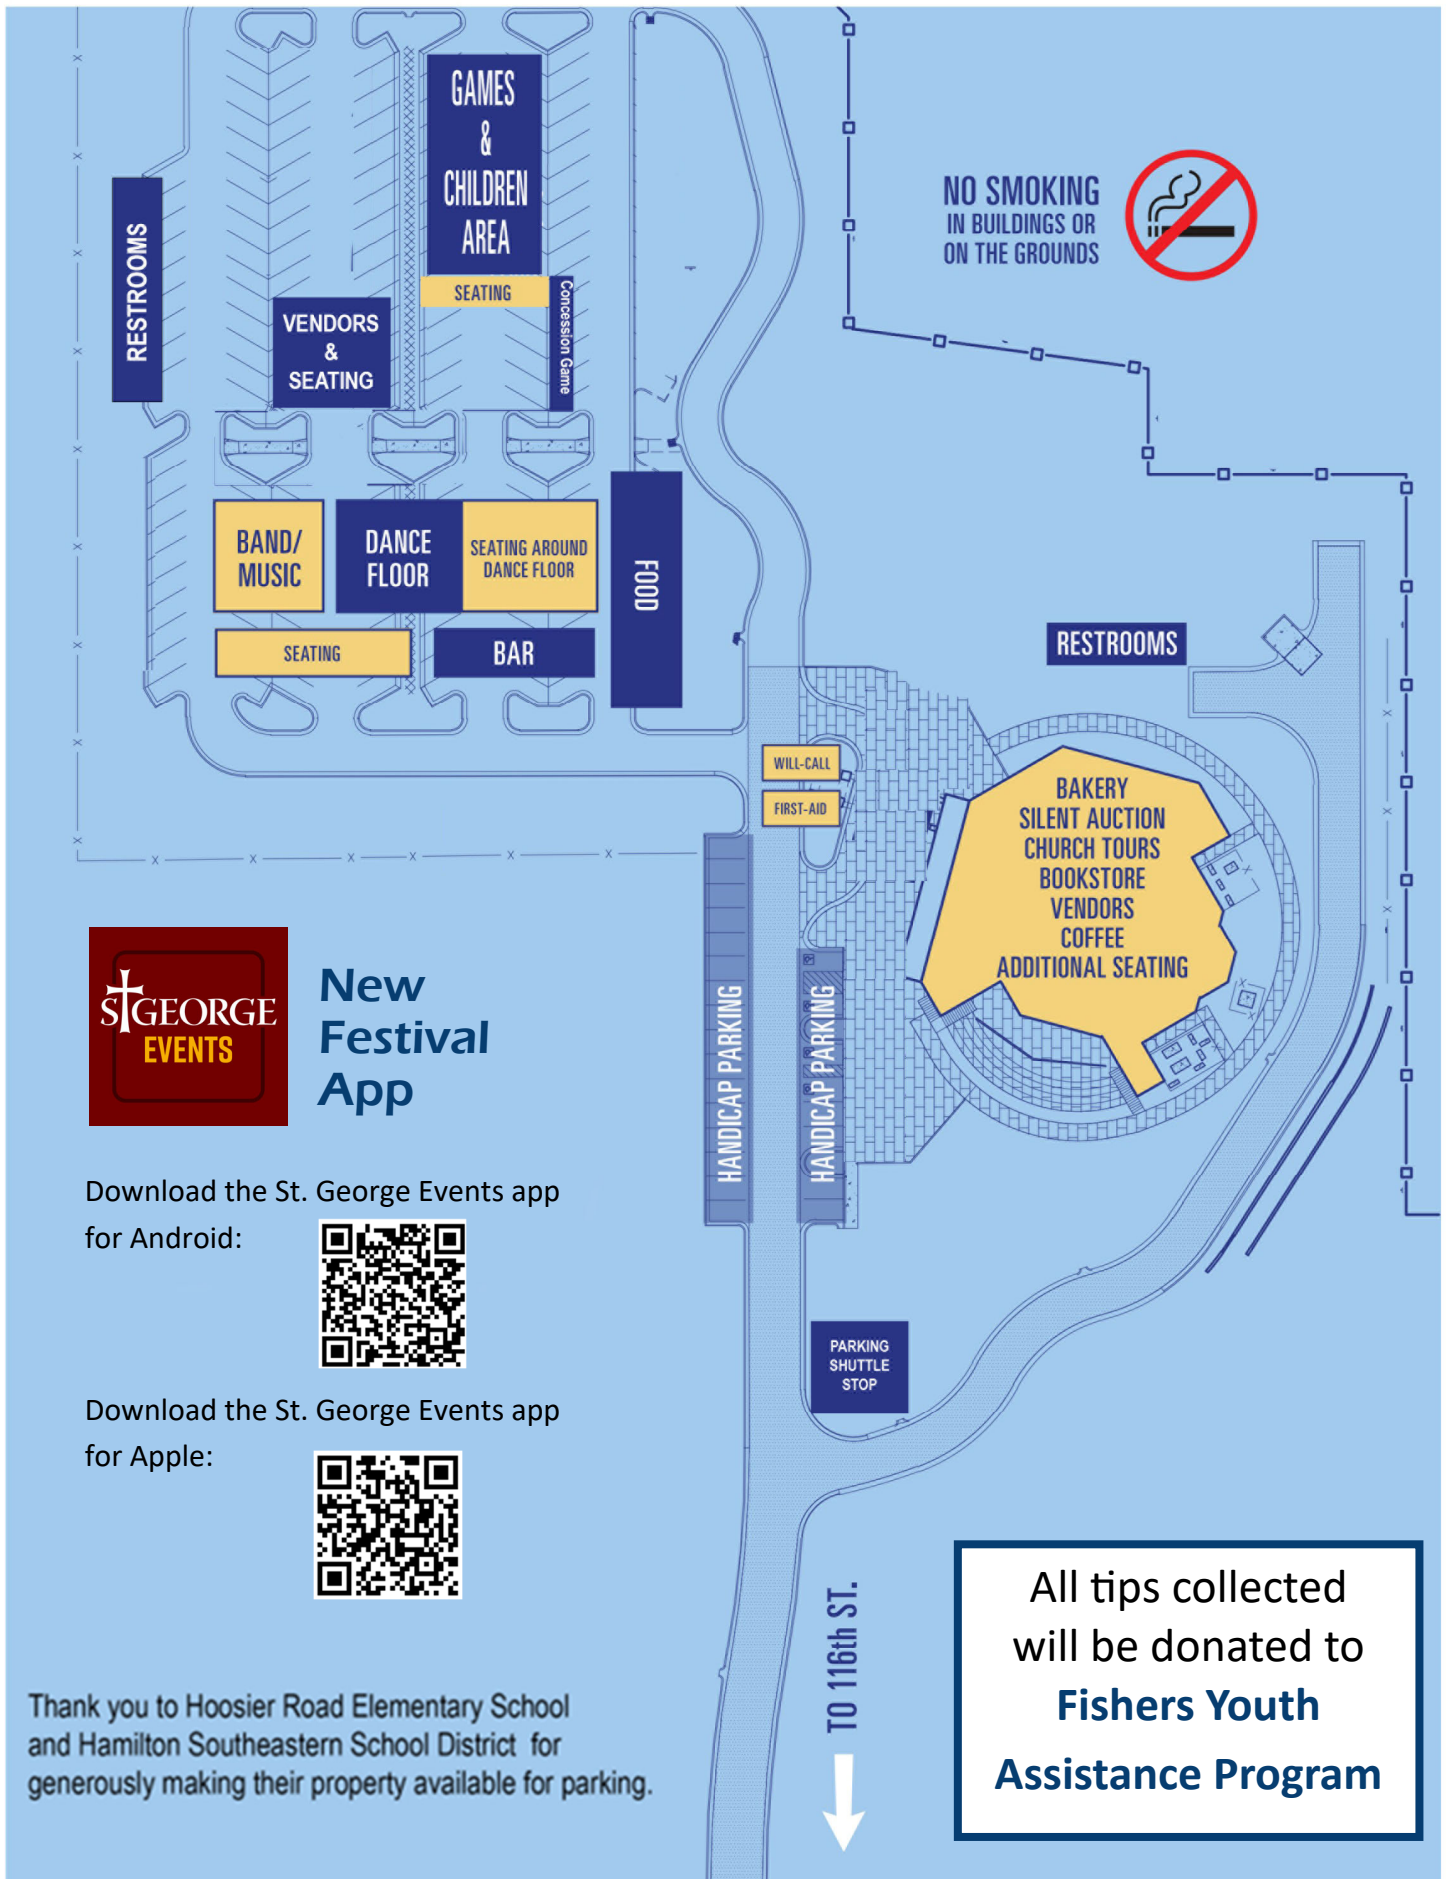 GAMES
&
CHILDREN
AREA
NO SMOKING
IN BUILDINGS OR
ON THE GROUNDS
RESTROOMS
SEATING
Concession Game
VENDORS
&
SEATING
BAND/
MUSIC
DANCE
FLOOR
SEATING AROUND
DANCE FLOOR
FOOD
SEATING
BAR
RESTROOMS
WILL-CALL
FIRST-AID
BAKERY
SILENT AUCTION
CHURCH TOURS
BOOKSTORE
VENDORS
COFFEE
ADDITIONAL SEATING
HANDICAP PARKING
HANDICAP PARKING
ST GEORGE
EVENTS
New
Festival
App
Download the St. George Events app
for Android:
PARKING
SHUTTLE
STOP
Download the St. George Events app
for Apple:
TO 116th ST.
All tips collected
will be donated to
Fishers Youth
Assistance Program
Thank you to Hoosier Road Elementary School
and Hamilton Southeastern School District for
generously making their property available for parking.